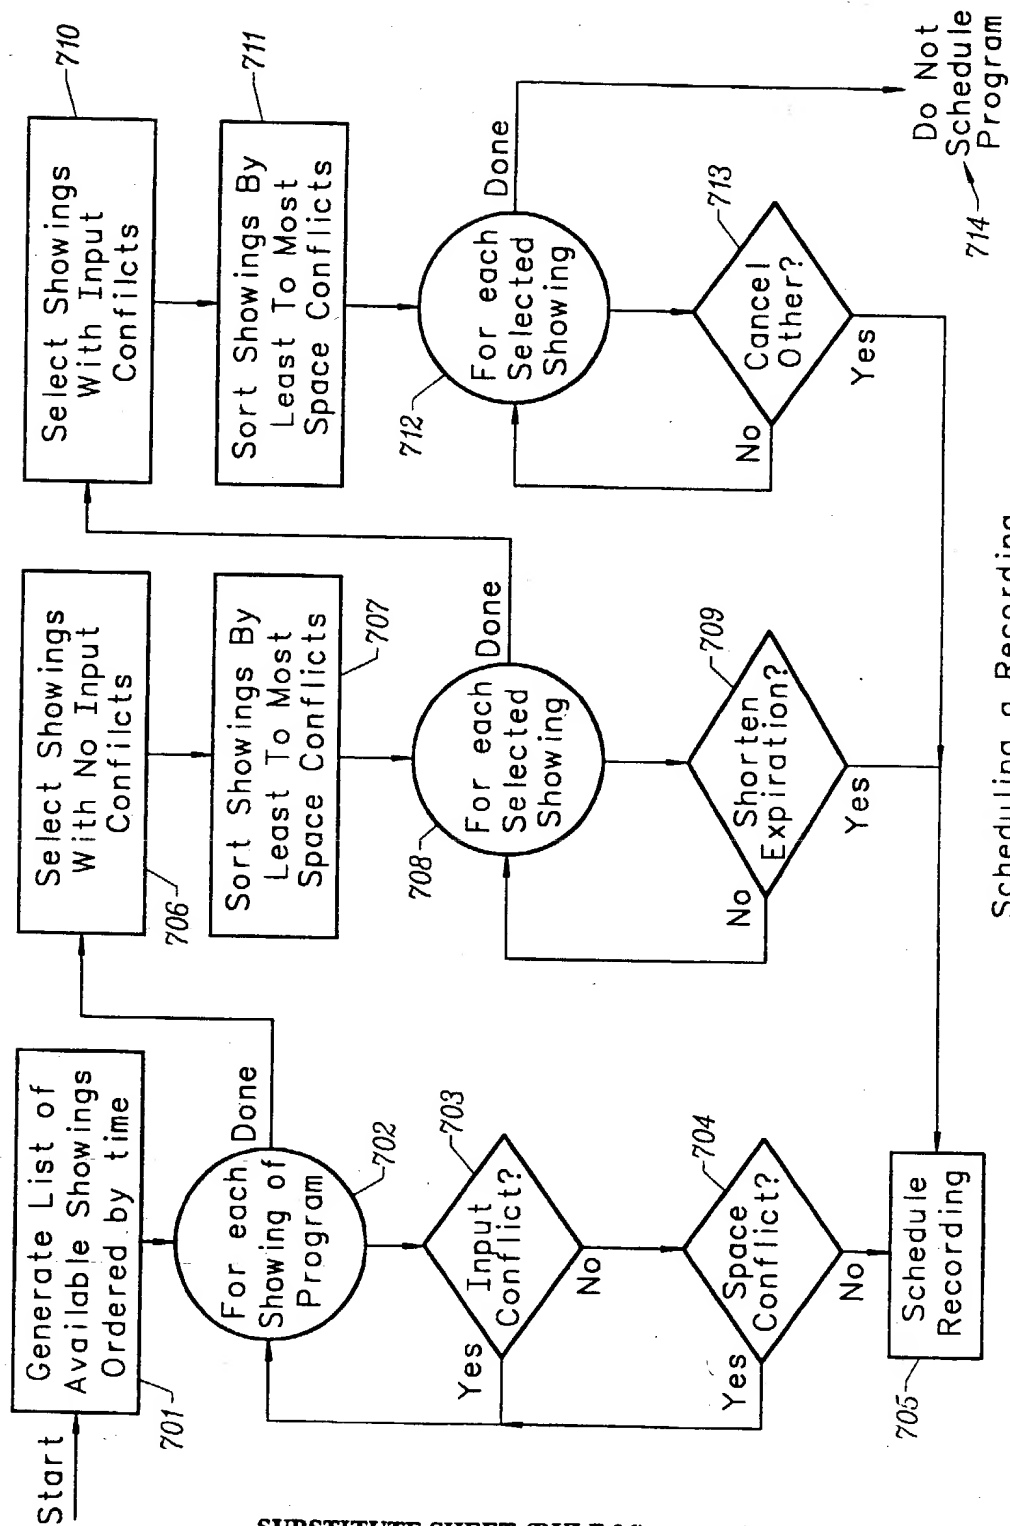 Start
Generate List of
Available Showings
Ordered by time
701
For each
Showing of
Program
Done
702
Input
Conflict?
703
Yes
No
Space
Conflict?
704
Yes
No
Schedule
Recording
705
Select Showings
With No Input
Confilcts
706
Sort Showings By
Least To Most
Space Conflicts
707
For each
Selected
Showing
Done
708
Shorten
Expiration?
709
No
Yes
Select Showings
With Input
Confilcts
710
Sort Showings By
Least To Most
Space Conflicts
711
For each
Selected
Showing
Done
712
Cancel
Other?
713
No
Yes
Do Not
Schedule
Program
714
Scheduling a Recording
SUBSTITUTE SHEET